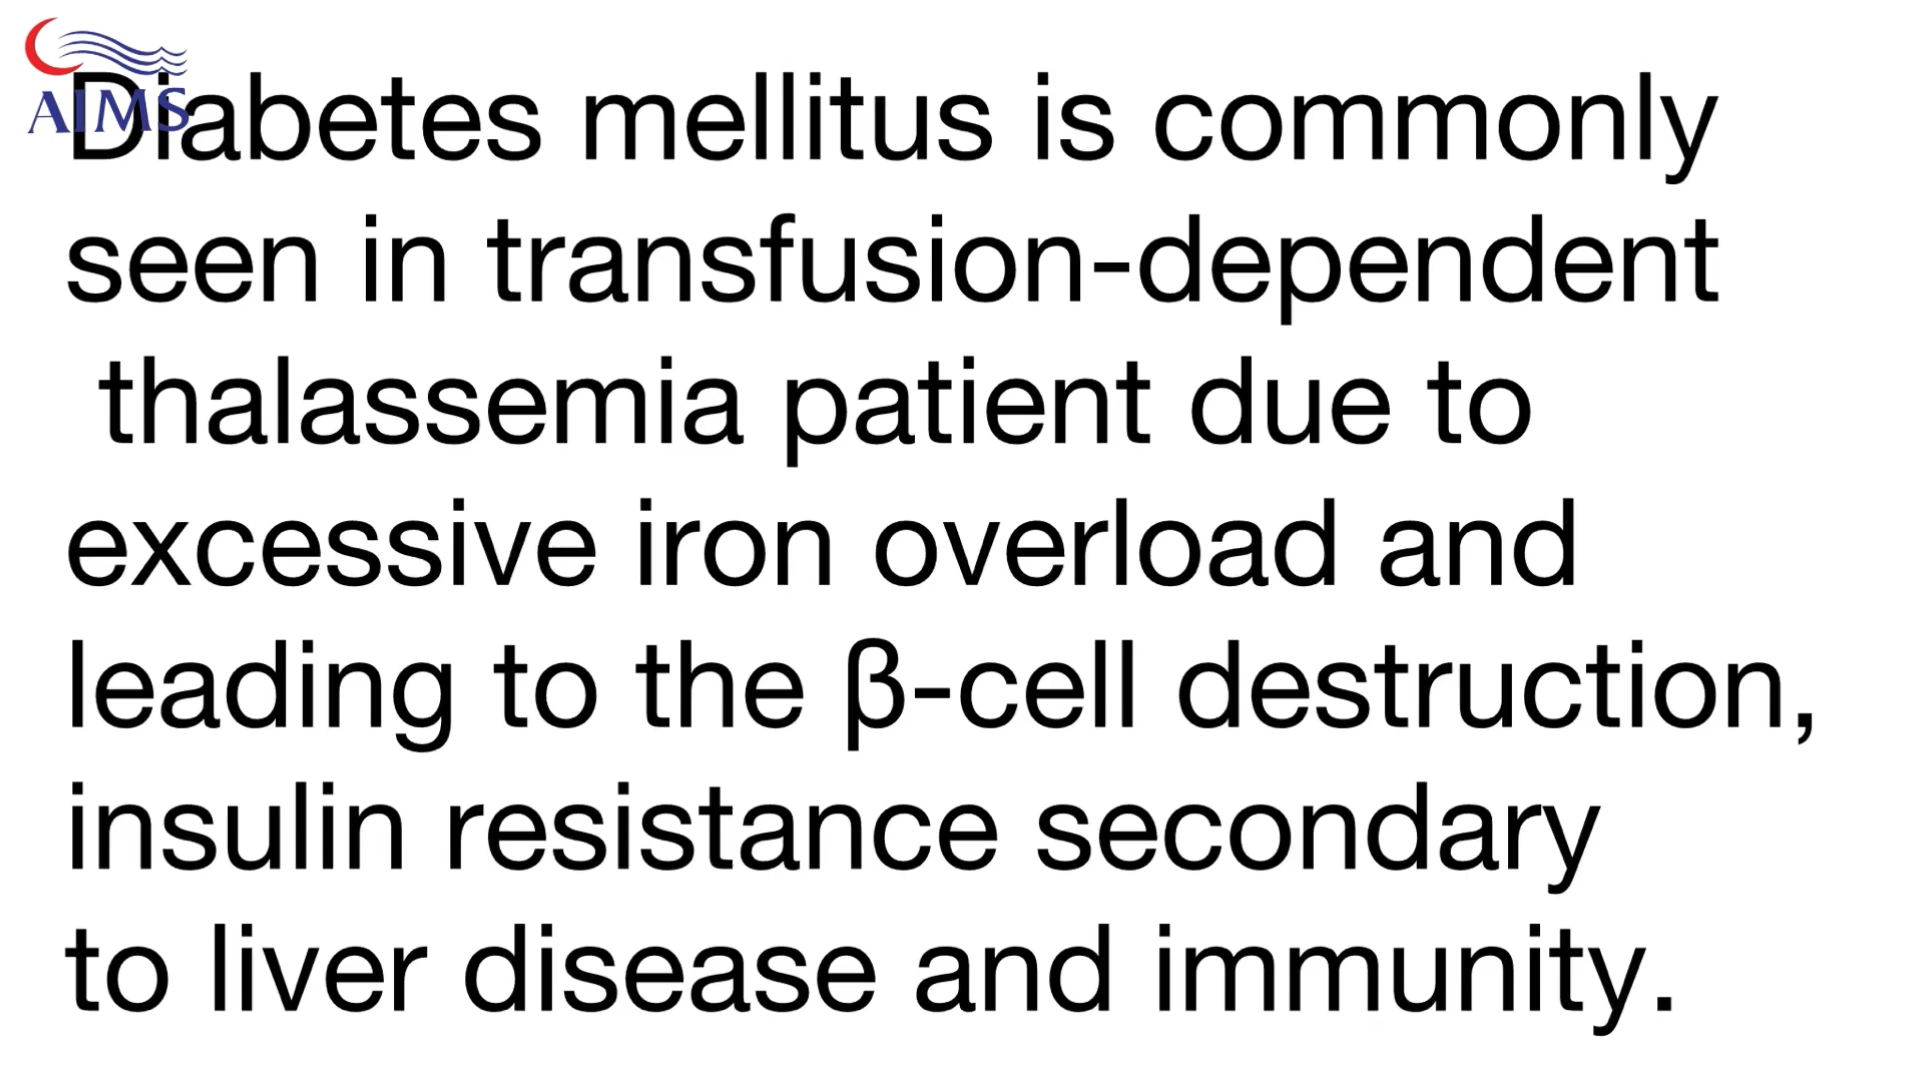 AIMS
Diabetes mellitus is commonly
seen in transfusion-dependent
thalassemia patient due to
excessive iron overload and
leading to the β-cell destruction,
insulin resistance secondary
to liver disease and immunity.